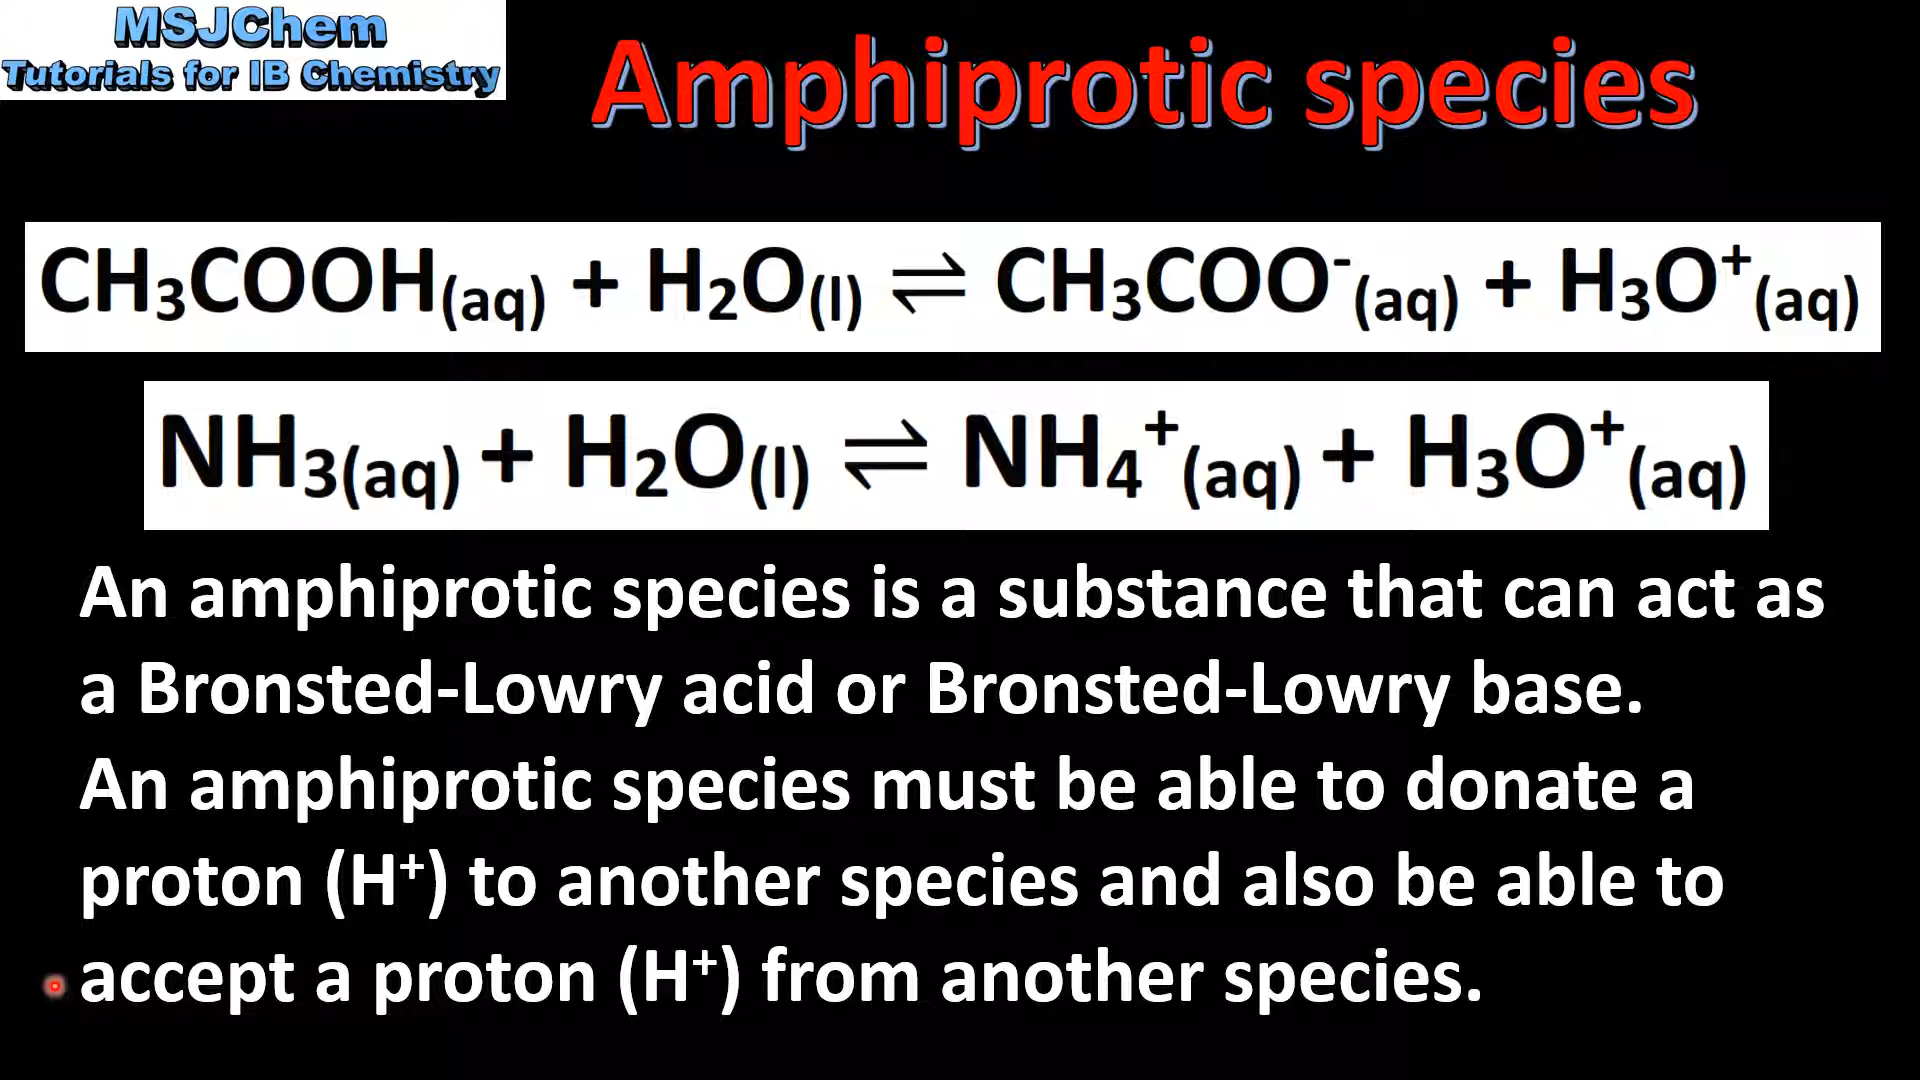 MSJChem
Tutorials for IB Chemistry
Amphiprotic species
CH₃COOH₍aq₎ + H₂O₍l₎ ⇌ CH₃COO⁻₍aq₎ + H₃O⁺₍aq₎
NH₃₍aq₎ + H₂O₍l₎ ⇌ NH₄⁺₍aq₎ + H₃O⁺₍aq₎
An amphiprotic species is a substance that can act as
a Bronsted-Lowry acid or Bronsted-Lowry base.
An amphiprotic species must be able to donate a
proton (H⁺) to another species and also be able to
accept a proton (H⁺) from another species.